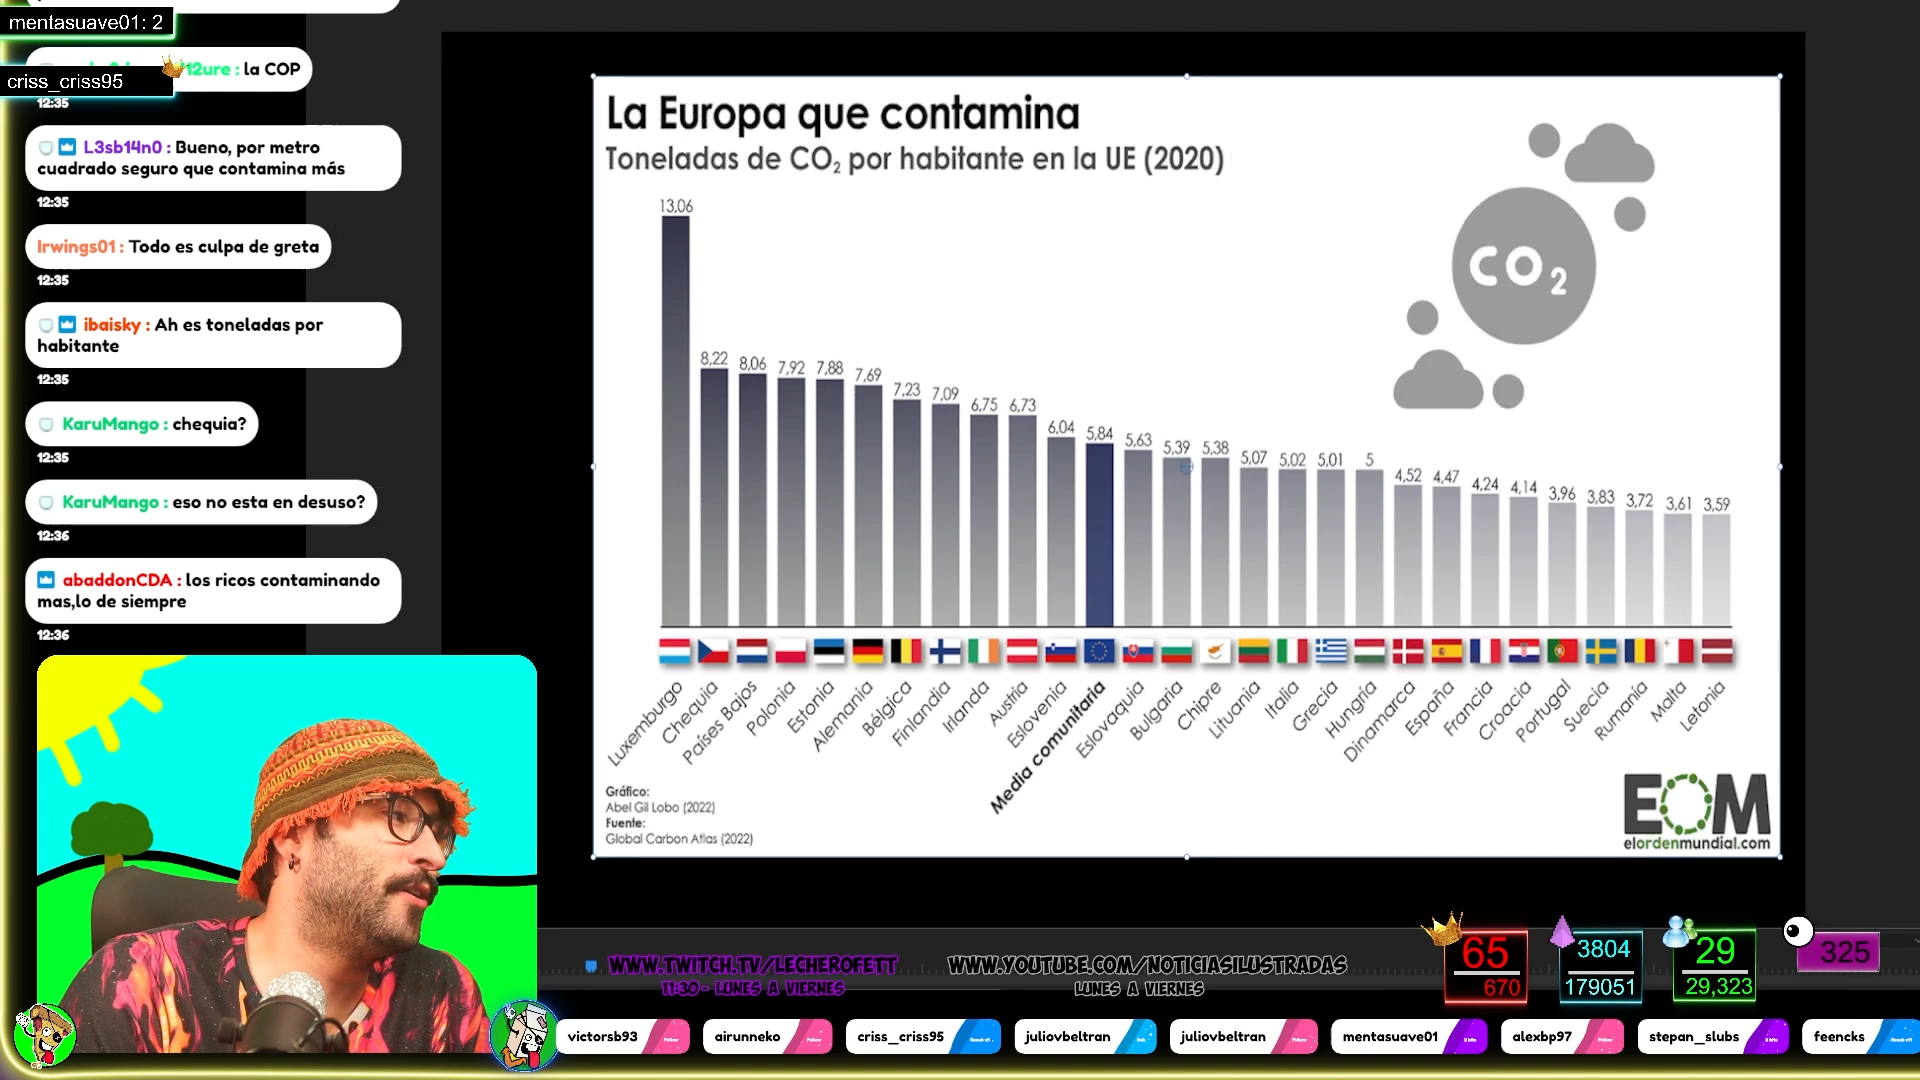 mentasuave01: 2
12ure : la COP
criss_criss95
12:35
L3sb14n0 : Bueno, por metro
cuadrado seguro que contamina más
12:35
Irwings01 : Todo es culpa de greta
12:35
ibaisky : Ah es toneladas por
habitante
12:35
KaruMango : chequia?
12:35
KaruMango : eso no esta en desuso?
12:36
abaddonCDA : los ricos contaminando
mas,lo de siempre
12:36
La Europa que contamina
Toneladas de CO₂ por habitante en la UE (2020)
CO₂
13,06
8,22
8,06
7,92
7,88
7,69
7,23
7,09
6,75
6,73
6,04
5,84
5,63
5,39
5,38
5,07
5,02
5,01
5
4,52
4,47
4,24
4,14
3,96
3,83
3,72
3,61
3,59
Luxemburgo
Chequia
Países Bajos
Polonia
Estonia
Alemania
Bélgica
Finlandia
Irlanda
Austria
Eslovenia
Media comunitaria
Eslovaquia
Bulgaria
Chipre
Lituania
Italia
Grecia
Hungría
Dinamarca
España
Francia
Croacia
Portugal
Suecia
Rumanía
Malta
Letonia
Gráfico:
Abel Gil Lobo (2022)
Fuente:
Global Carbon Atlas (2022)
EOM
elordenmundial.com
WWW.TWITCH.TV/LECHEROFETT
11:30 - LUNES A VIERNES
WWW.YOUTUBE.COM/NOTICIASILUSTRADAS
LUNES A VIERNES
65
670
3804
179051
29
29,323
325
victorsb93
airunneko
criss_criss95
juliovbeltran
juliovbeltran
mentasuave01
alexbp97
stepan_slubs
feencks